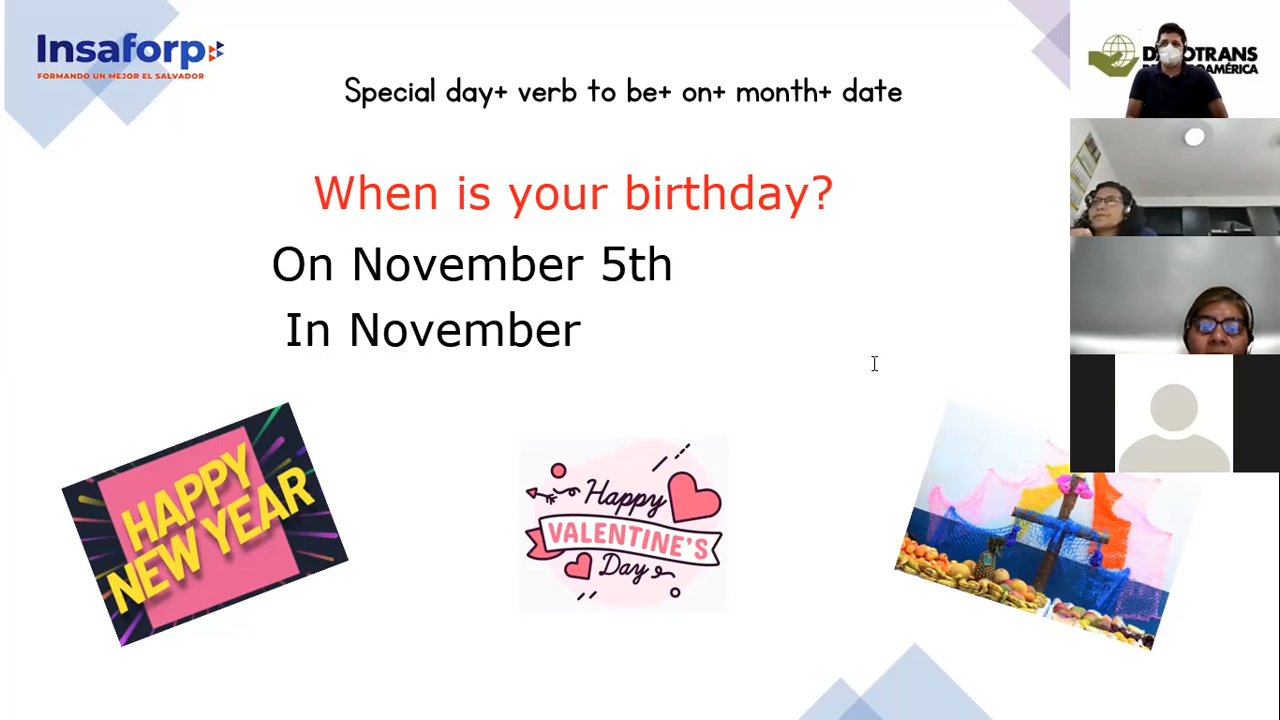 Insaforp
FORMANDO UN MEJOR EL SALVADOR
Special day+ verb to be+ on+ month+ date
When is your birthday?
On November 5th
In November
HAPPY
NEW YEAR
Happy
VALENTINE'S
Day